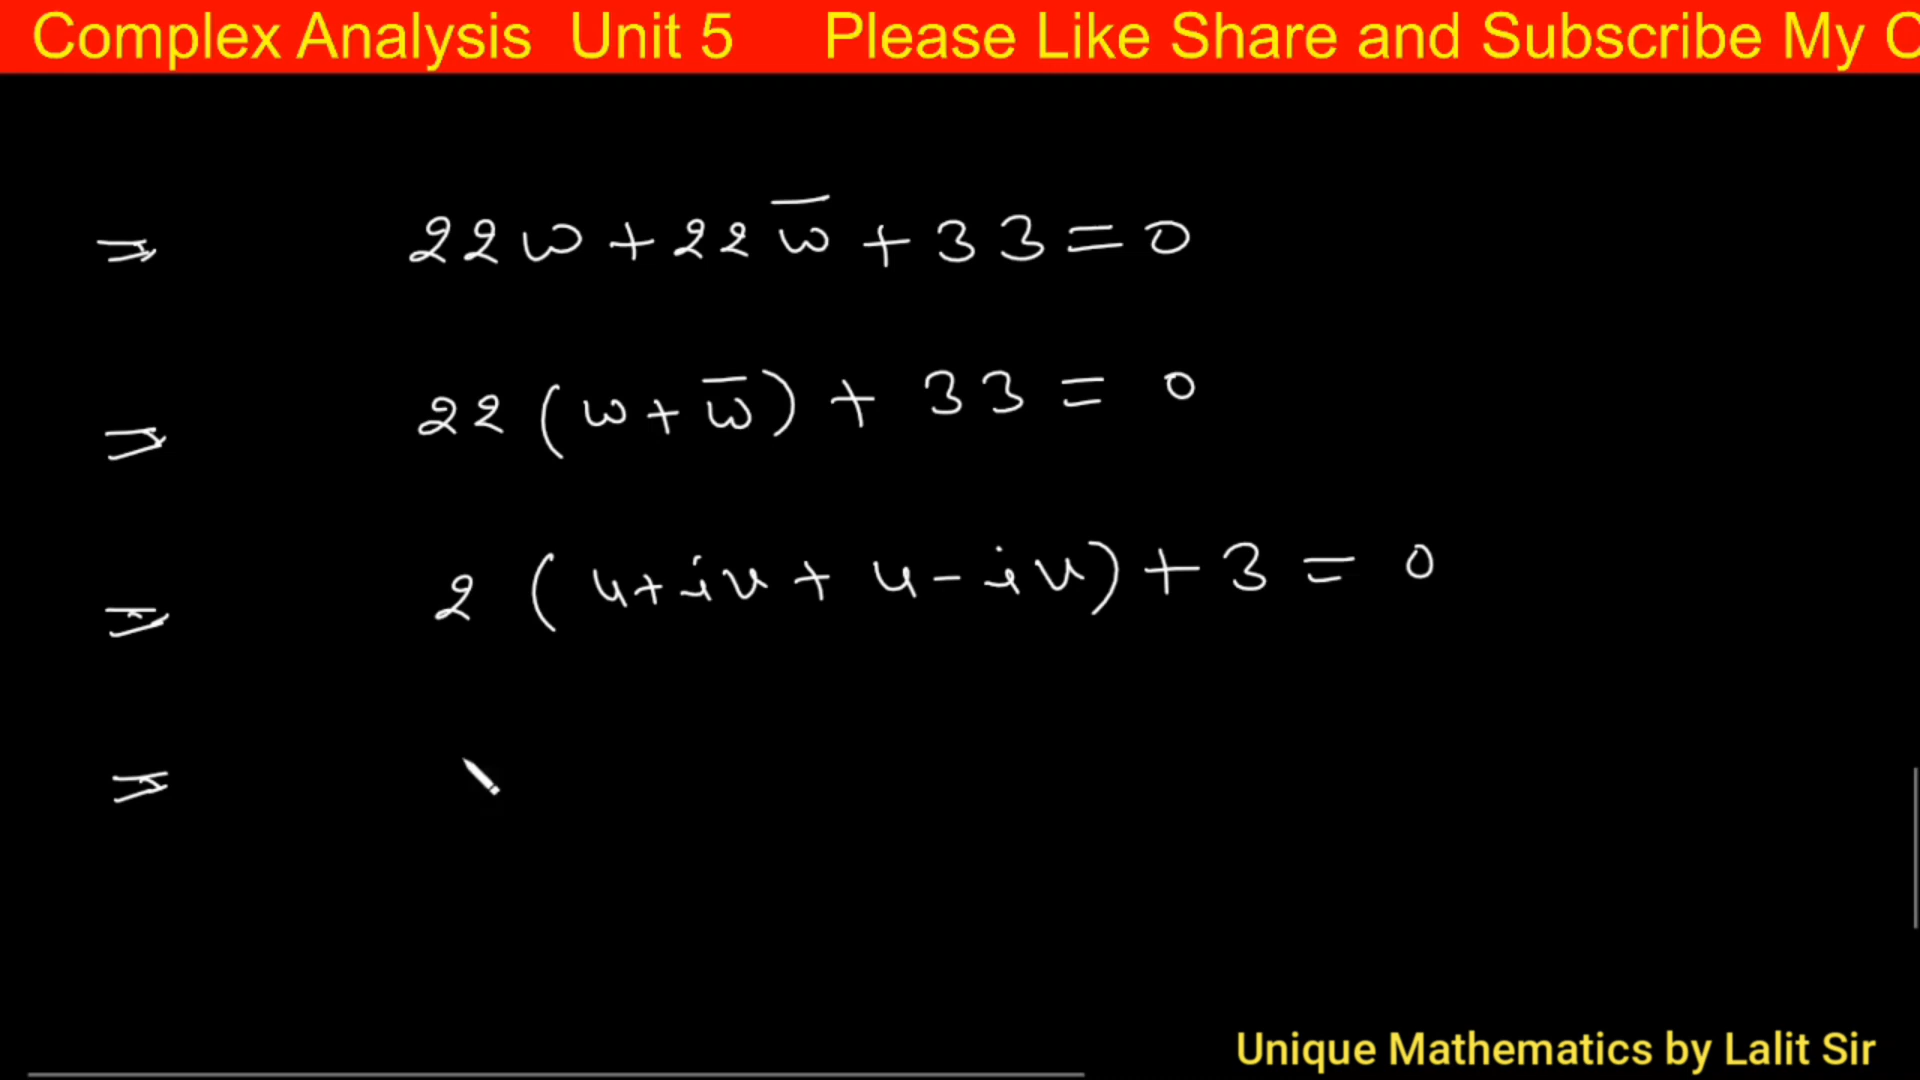 Complex Analysis Unit 5 Please Like Share and Subscribe My C
⇒ 22w + 22w̅ + 33 = 0
⇒ 22 (w + w̅) + 33 = 0
⇒ 2 (u + iv + u - iv) + 3 = 0
⇒
Unique Mathematics by Lalit Sir